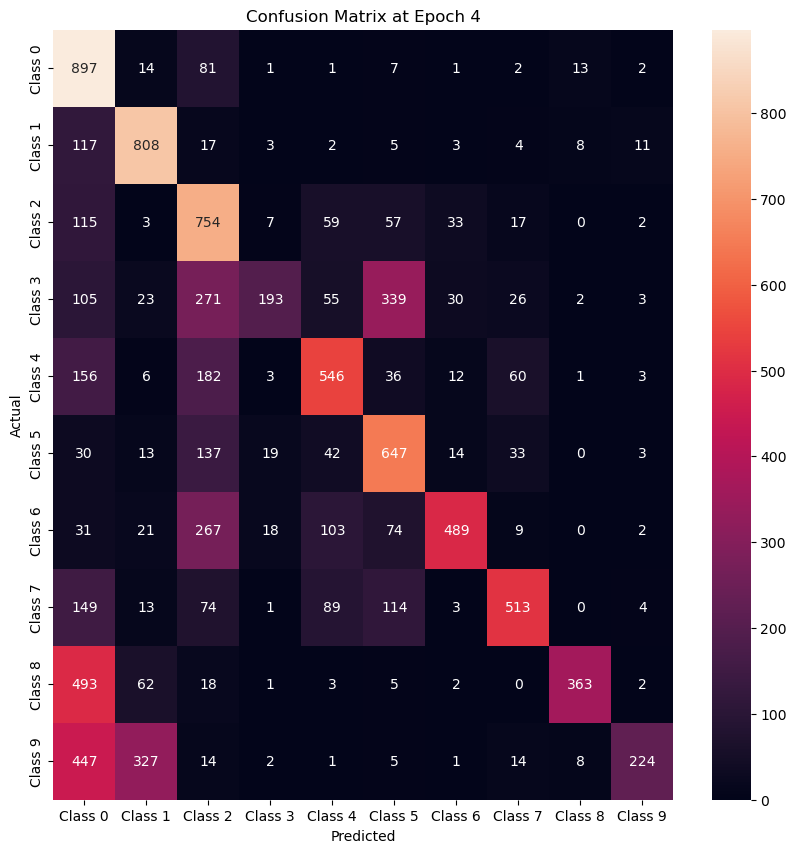 Confusion Matrix at Epoch 4
Class 0 897 14 81 1 1 7 1 2 13 2
Class 1 117 808 17 3 2 5 3 4 8 11
Class 2 115 3 754 7 59 57 33 17 0 2
Class 3 105 23 271 193 55 339 30 26 2 3
Class 4 156 6 182 3 546 36 12 60 1 3
Class 5 30 13 137 19 42 647 14 33 0 3
Class 6 31 21 267 18 103 74 489 9 0 2
Class 7 149 13 74 1 89 114 3 513 0 4
Class 8 493 62 18 1 3 5 2 0 363 2
Class 9 447 327 14 2 1 5 1 14 8 224
Class 0 Class 1 Class 2 Class 3 Class 4 Class 5 Class 6 Class 7 Class 8 Class 9
Predicted
Actual
800
700
600
500
400
300
200
100
0